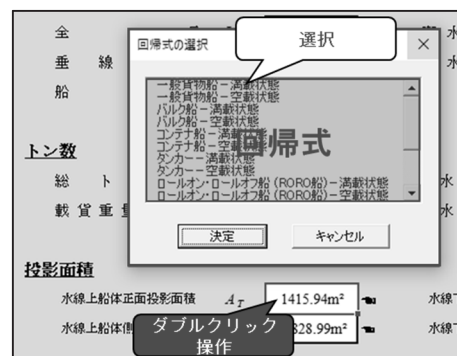 全
水
回帰式の選択
選択
垂 線
水
船
一般貨物船－満載状態
一般貨物船－空載状態
バルク船－満載状態
バルク船－空載状態
コンテナ船－満載状態
コンテナ船－空載状態
タンカー－満載状態
タンカー－空載状態
ロールオン・ロールオフ船（RORO船）－満載状態
ロールオン・ロールオフ船（RORO船）－空載状態
回帰式
トン数
総 ト
水
載 貨 重 量
水
決定
キャンセル
投影面積
水線上船体正面投影面積 A_T 1415.94m² 水線下
水線上船体側 828.99m² 水線下
ダブルクリック
操作